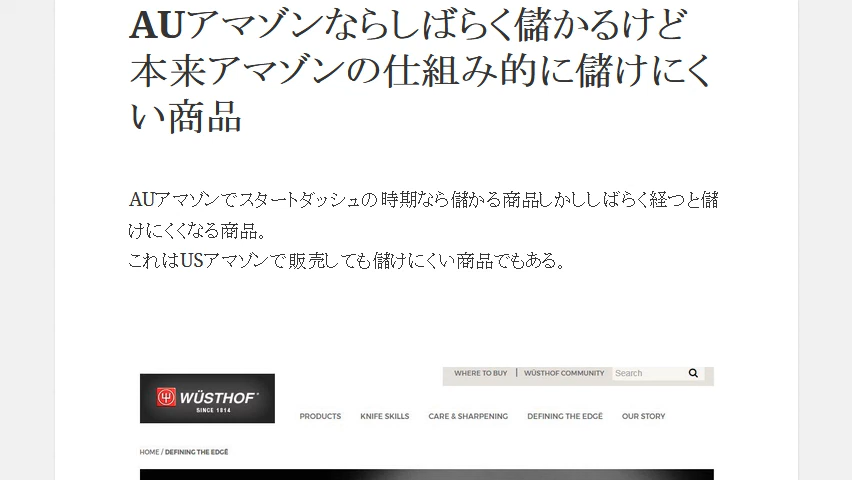 AUアマゾンならしばらく儲かるけど
本来アマゾンの仕組み的に儲けにく
い商品
AUアマゾンでスタートダッシュの時期なら儲かる商品しかししばらく経つと儲
けにくくなる商品。
これはUSアマゾンで販売しても儲けにくい商品でもある。
WHERE TO BUY | WÜSTHOF COMMUNITY Search
WÜSTHOF
SINCE 1814
PRODUCTS KNIFE SKILLS CARE & SHARPENING DEFINING THE EDGE OUR STORY
HOME / DEFINING THE EDGE